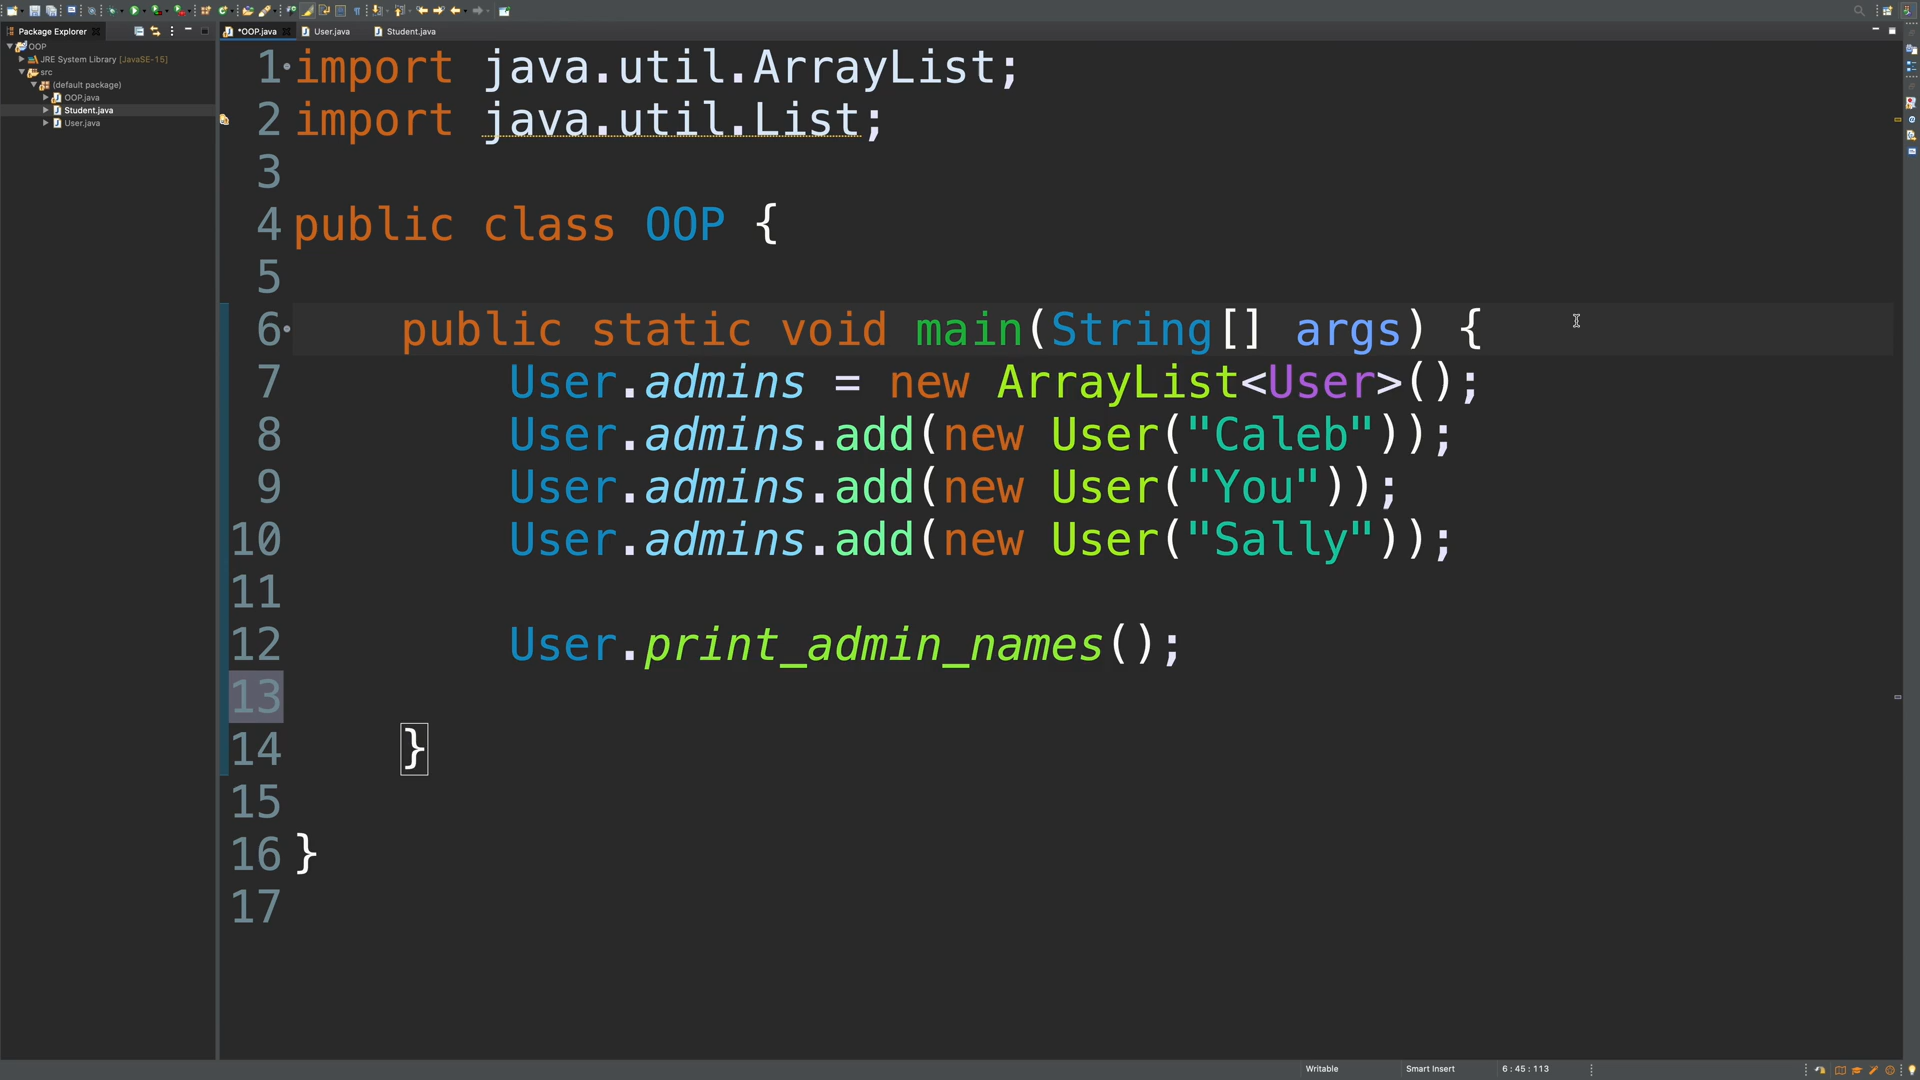 Package Explorer
OOP
JRE System Library [JavaSE-15]
src
(default package)
OOP.java
Student.java
User.java
*OOP.java
User.java
Student.java
1 import java.util.ArrayList;
2 import java.util.List;
3
4 public class OOP {
5
6 public static void main(String[] args) {
7 User.admins = new ArrayList<User>();
8 User.admins.add(new User("Caleb"));
9 User.admins.add(new User("You"));
10 User.admins.add(new User("Sally"));
11
12 User.print_admin_names();
13
14 }
15
16 }
17
Writable
Smart Insert
6 : 45 : 113